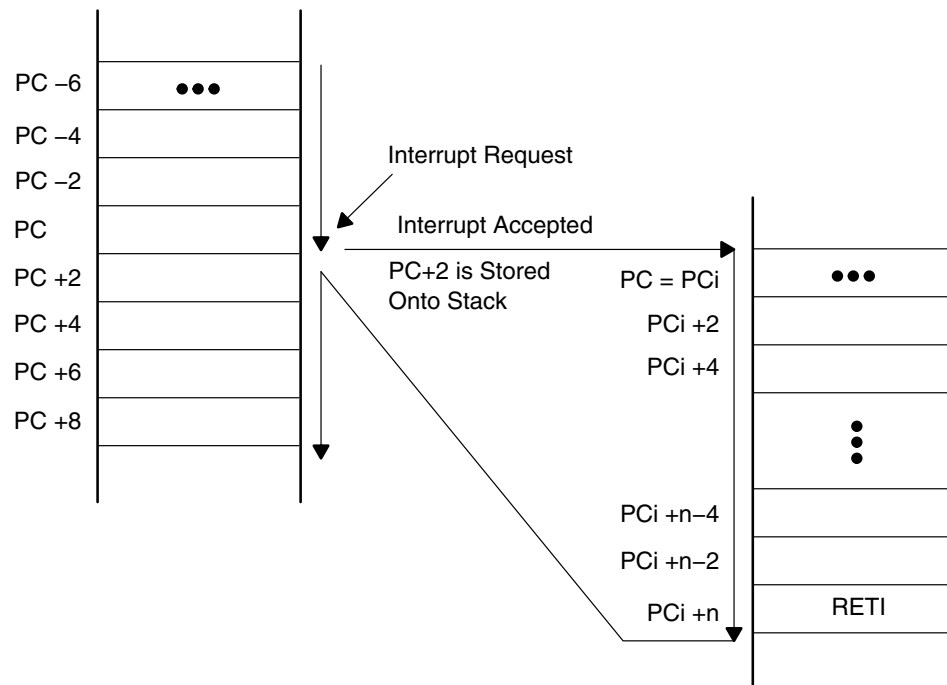 PC −6
PC −4
PC −2
PC
PC +2
PC +4
PC +6
PC +8
Interrupt Request
Interrupt Accepted
PC+2 is Stored
Onto Stack
PC = PCi
PCi +2
PCi +4
PCi +n−4
PCi +n−2
PCi +n
RETI